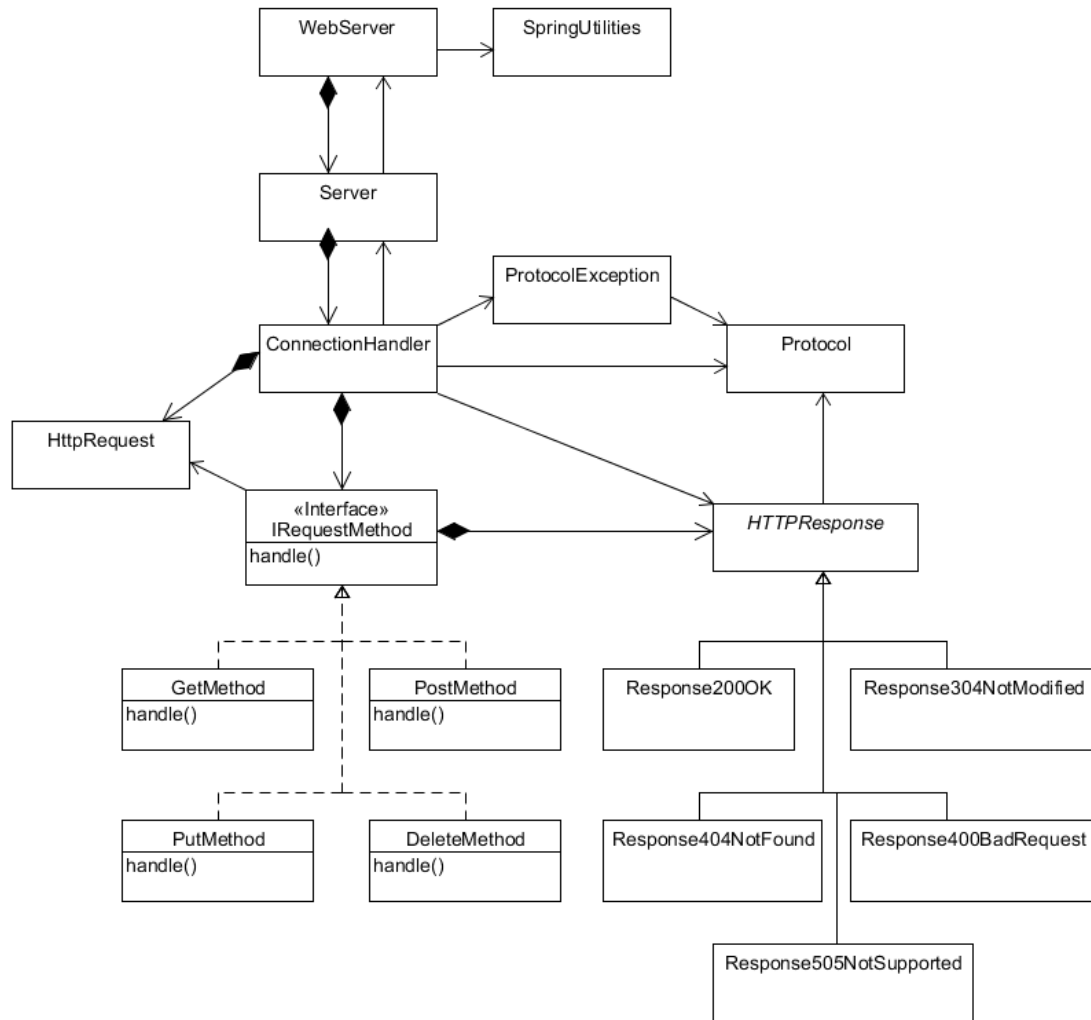 WebServer
SpringUtilities
Server
ProtocolException
ConnectionHandler
Protocol
HttpRequest
«Interface»
IRequestMethod
handle()
HTTPResponse
GetMethod
handle()
PostMethod
handle()
Response200OK
Response304NotModified
PutMethod
handle()
DeleteMethod
handle()
Response404NotFound
Response400BadRequest
Response505NotSupported